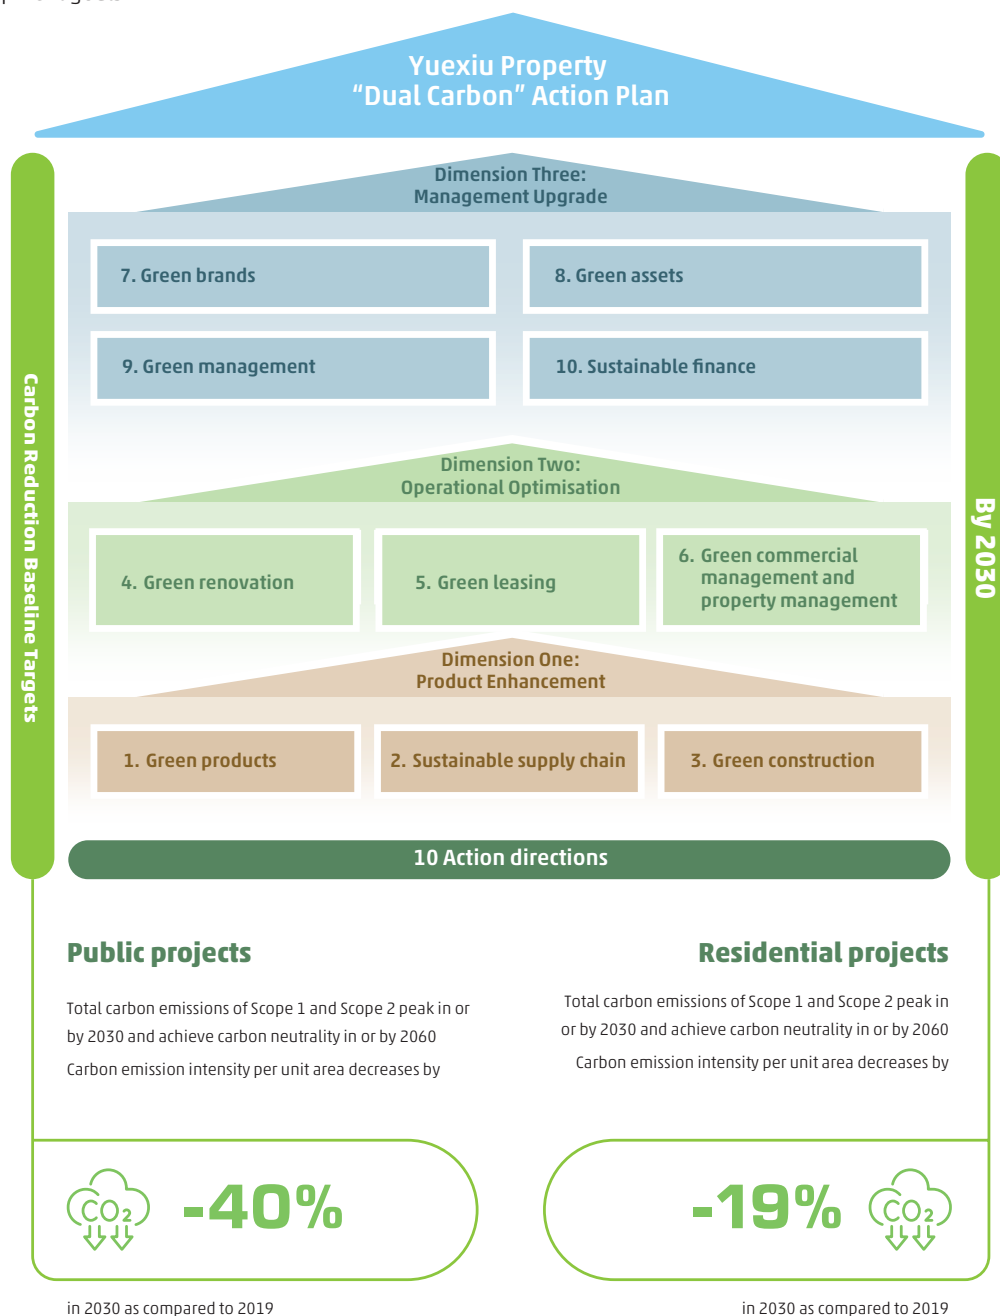 Yuexiu Property
“Dual Carbon” Action Plan
Carbon Reduction Baseline Targets
By 2030
Dimension Three:
Management Upgrade
7. Green brands
8. Green assets
9. Green management
10. Sustainable finance
Dimension Two:
Operational Optimisation
4. Green renovation
5. Green leasing
6. Green commercial
management and
property management
Dimension One:
Product Enhancement
1. Green products
2. Sustainable supply chain
3. Green construction
10 Action directions
Public projects
Total carbon emissions of Scope 1 and Scope 2 peak in or
by 2030 and achieve carbon neutrality in or by 2060
Carbon emission intensity per unit area decreases by
CO2
-40%
in 2030 as compared to 2019
Residential projects
Total carbon emissions of Scope 1 and Scope 2 peak in
or by 2030 and achieve carbon neutrality in or by 2060
Carbon emission intensity per unit area decreases by
-19%
CO2
in 2030 as compared to 2019